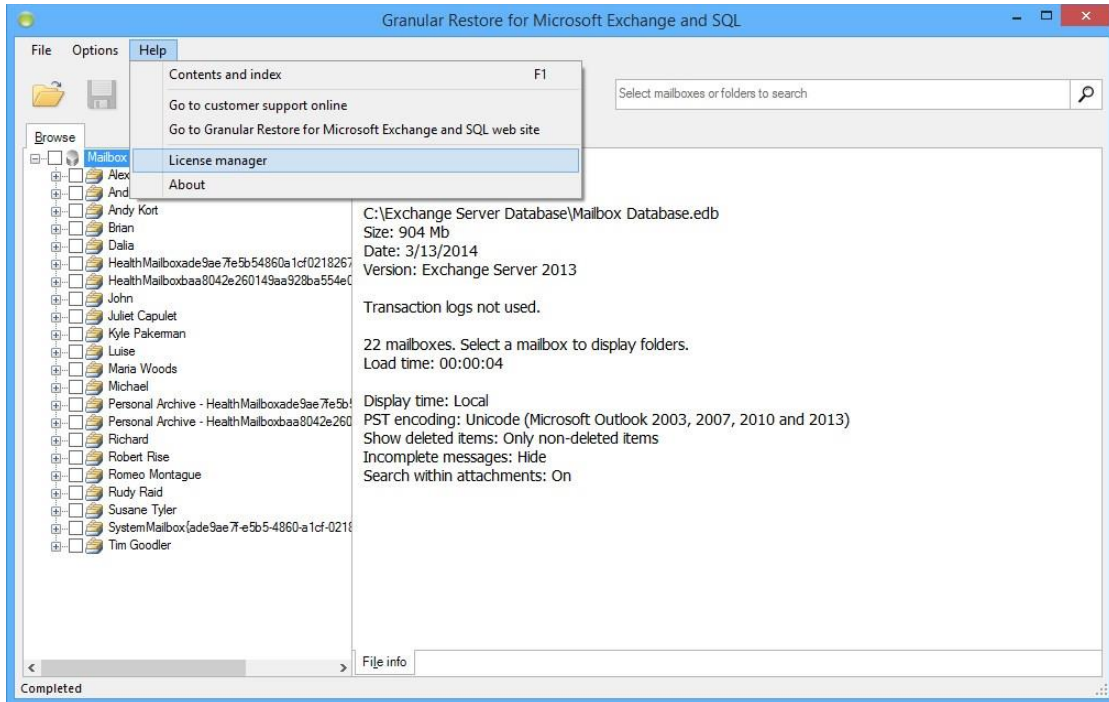 Granular Restore for Microsoft Exchange and SQL
File Options Help
Contents and index F1
Go to customer support online
Go to Granular Restore for Microsoft Exchange and SQL web site
License manager
About
Select mailboxes or folders to search
Browse
Mailbox
Alex
And
Andy Kort
Brian
Dalia
HealthMailboxade9ae7fe5b54860a1cf0218267
HealthMailboxbaa8042e260149aa928ba554e0
John
Juliet Capulet
Kyle Pakerman
Luise
Maria Woods
Michael
Personal Archive - HealthMailboxade9ae7fe5b5
Personal Archive - HealthMailboxbaa8042e260
Richard
Robert Rise
Romeo Montague
Rudy Raid
Susane Tyler
SystemMailbox{ade9ae7f-e5b5-4860-a1cf-0218
Tim Goodler
C:\Exchange Server Database\Mailbox Database.edb
Size: 904 Mb
Date: 3/13/2014
Version: Exchange Server 2013
Transaction logs not used.
22 mailboxes. Select a mailbox to display folders.
Load time: 00:00:04
Display time: Local
PST encoding: Unicode (Microsoft Outlook 2003, 2007, 2010 and 2013)
Show deleted items: Only non-deleted items
Incomplete messages: Hide
Search within attachments: On
File info
Completed